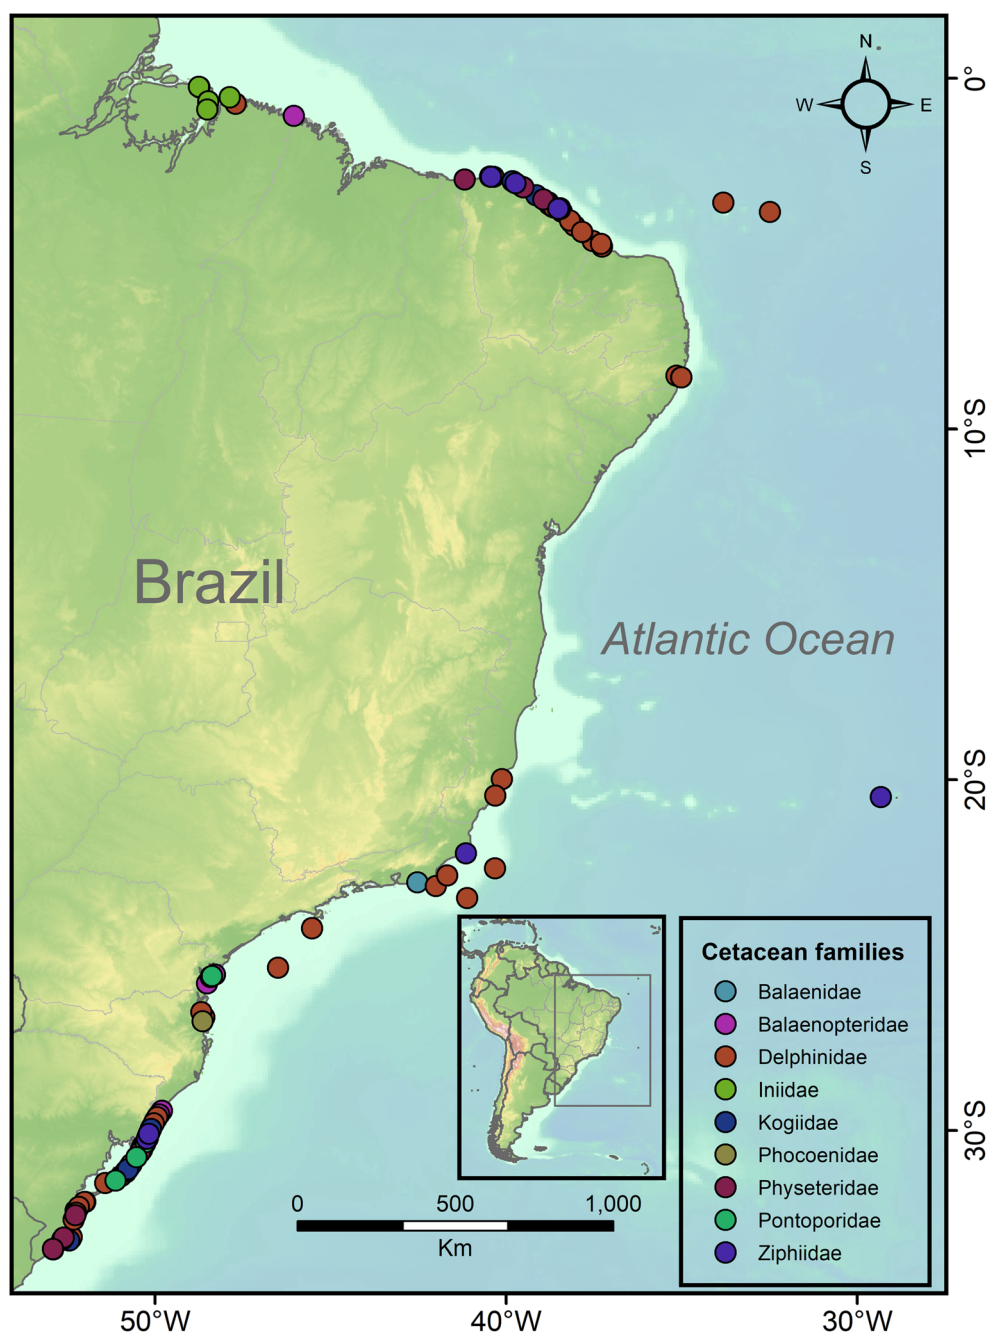 N
W
E
S
0°
10°S
Brazil
Atlantic Ocean
20°S
Cetacean families
Balaenidae
Balaenopteridae
Delphinidae
Iniidae
Kogiidae
Phocoenidae
Physeteridae
Pontoporidae
Ziphiidae
30°S
0 500 1,000
Km
50°W 40°W 30°W